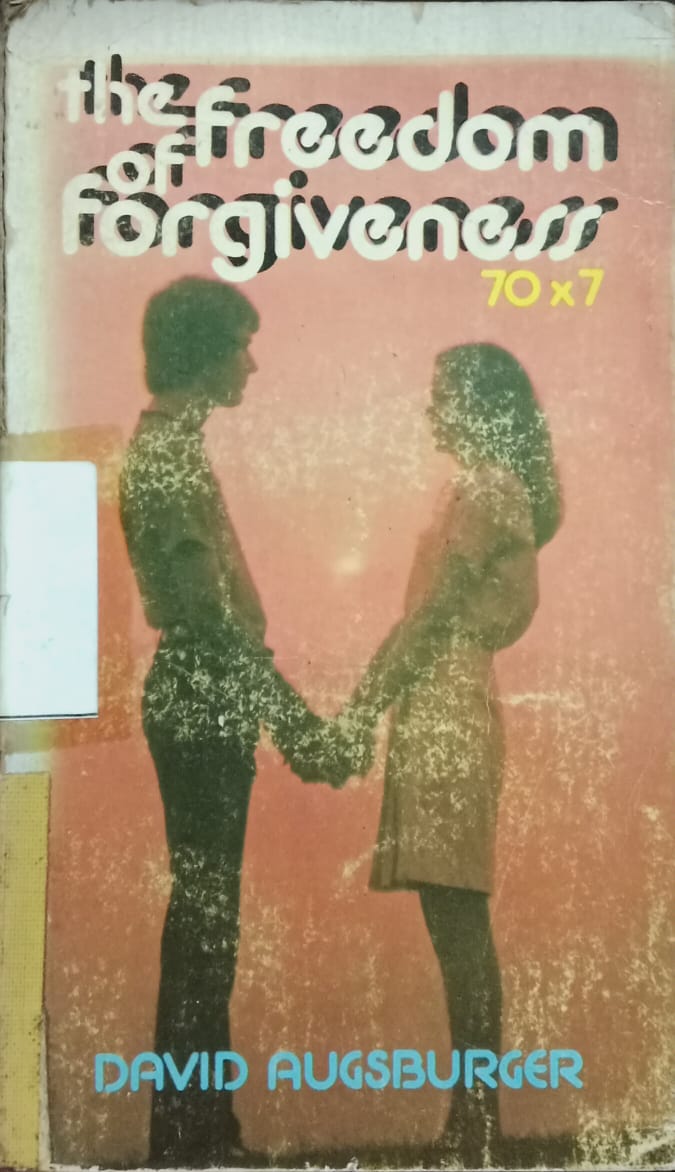 the freedom
of
forgiveness
70 x 7
DAVID AUGSBURGER